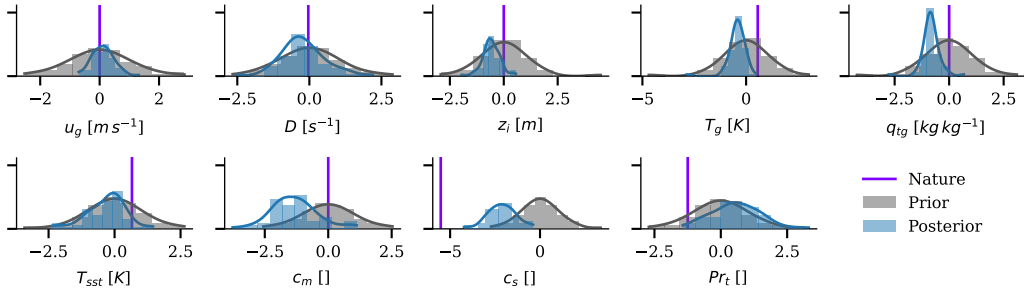 −2 0 2
u_g [m s⁻¹]
−2.5 0.0 2.5
D [s⁻¹]
−2.5 0.0 2.5
z_i [m]
−5 0
T_g [K]
−2.5 0.0 2.5
q_tg [kg kg⁻¹]
−2.5 0.0 2.5
T_sst [K]
−2.5 0.0 2.5
c_m []
−4 0
c_s []
−2.5 0.0 2.5
Pr_t []
Nature
Prior
Posterior